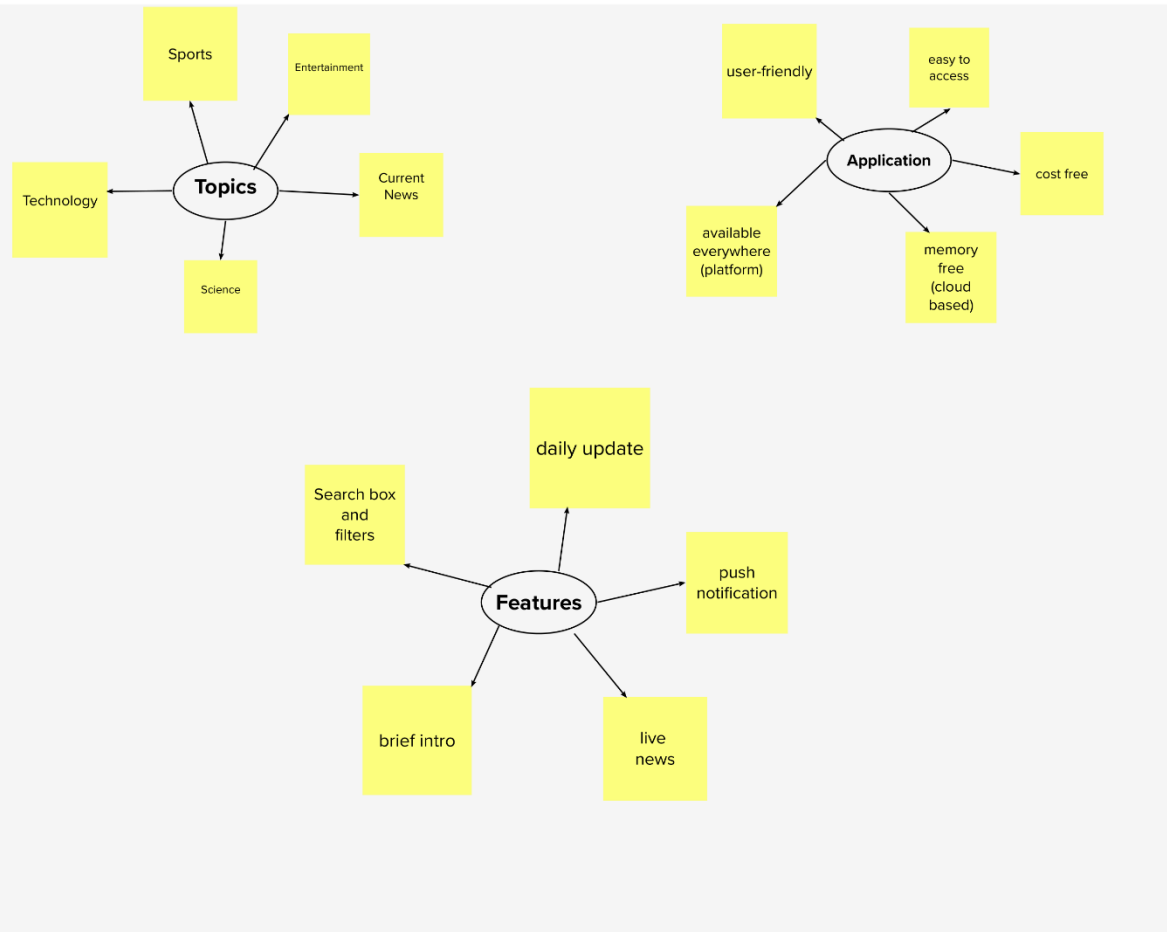 Sports
Entertainment
Topics
Technology
Current
News
Science
user-friendly
easy to
access
Application
cost free
available
everywhere
(platform)
memory
free
(cloud
based)
daily update
Search box
and
filters
Features
push
notification
brief intro
live
news